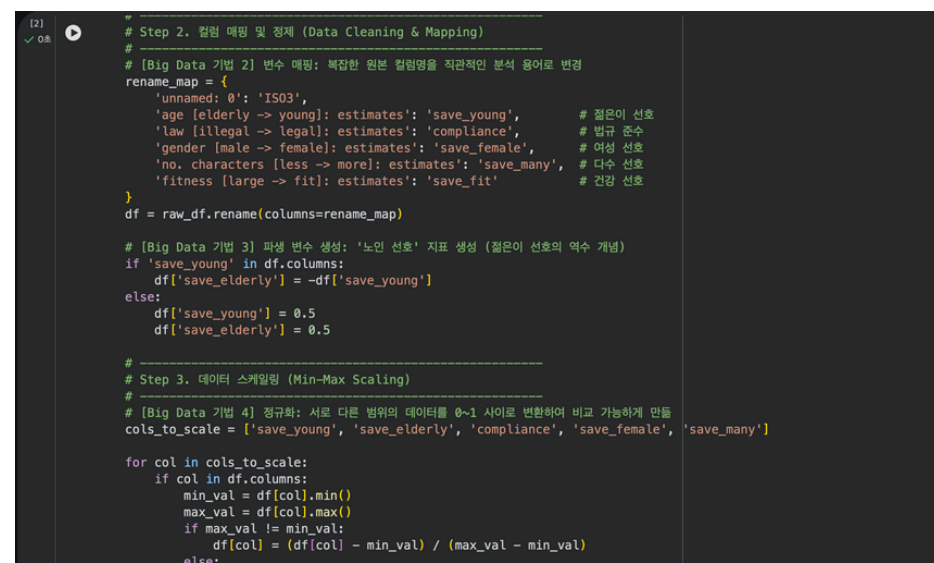 [2]
0초
# ────────────────────────────────
# Step 2. 컬럼 매핑 및 정제 (Data Cleaning & Mapping)
# ────────────────────────────────
# [Big Data 기법 2] 변수 매핑: 복잡한 원본 컬럼명을 직관적인 분석 용어로 변경
rename_map = {
    'unnamed: 0': 'ISO3',
    'age [elderly -> young]: estimates': 'save_young',        # 젊은이 선호
    'law [illegal -> legal]: estimates': 'compliance',        # 법규 준수
    'gender [male -> female]: estimates': 'save_female',      # 여성 선호
    'no. characters [less -> more]: estimates': 'save_many',  # 다수 선호
    'fitness [large -> fit]: estimates': 'save_fit'           # 건강 선호
}
df = raw_df.rename(columns=rename_map)
# [Big Data 기법 3] 파생 변수 생성: '노인 선호' 지표 생성 (젊은이 선호의 역수 개념)
if 'save_young' in df.columns:
    df['save_elderly'] = -df['save_young']
else:
    df['save_young'] = 0.5
    df['save_elderly'] = 0.5
# ────────────────────────────────
# Step 3. 데이터 스케일링 (Min-Max Scaling)
# ────────────────────────────────
# [Big Data 기법 4] 정규화: 서로 다른 범위의 데이터를 0~1 사이로 변환하여 비교 가능하게 만듦
cols_to_scale = ['save_young', 'save_elderly', 'compliance', 'save_female', 'save_many']
for col in cols_to_scale:
    if col in df.columns:
        min_val = df[col].min()
        max_val = df[col].max()
        if max_val != min_val:
            df[col] = (df[col] - min_val) / (max_val - min_val)
        else: